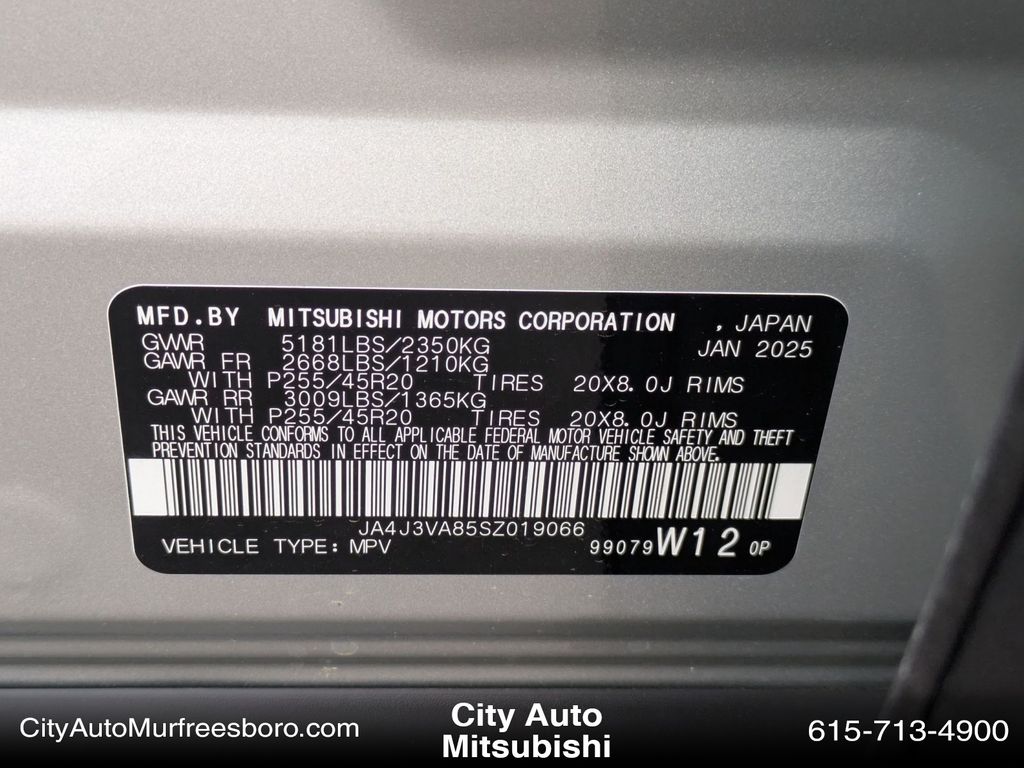 MFD.BY MITSUBISHI MOTORS CORPORATION , JAPAN
GVWR 5181LBS/2350KG JAN 2025
GAWR FR 2668LBS/1210KG
WITH P255/45R20 TIRES 20X8.0J RIMS
GAWR RR 3009LBS/1365KG
WITH P255/45R20 TIRES 20X8.0J RIMS
THIS VEHICLE CONFORMS TO ALL APPLICABLE FEDERAL MOTOR VEHICLE SAFETY AND THEFT
PREVENTION STANDARDS IN EFFECT ON THE DATE OF MANUFACTURE SHOWN ABOVE.
JA4J3VA85SZ019066
VEHICLE TYPE: MPV 99079 W12 0P
CityAutoMurfreesboro.com
City Auto
Mitsubishi
615-713-4900